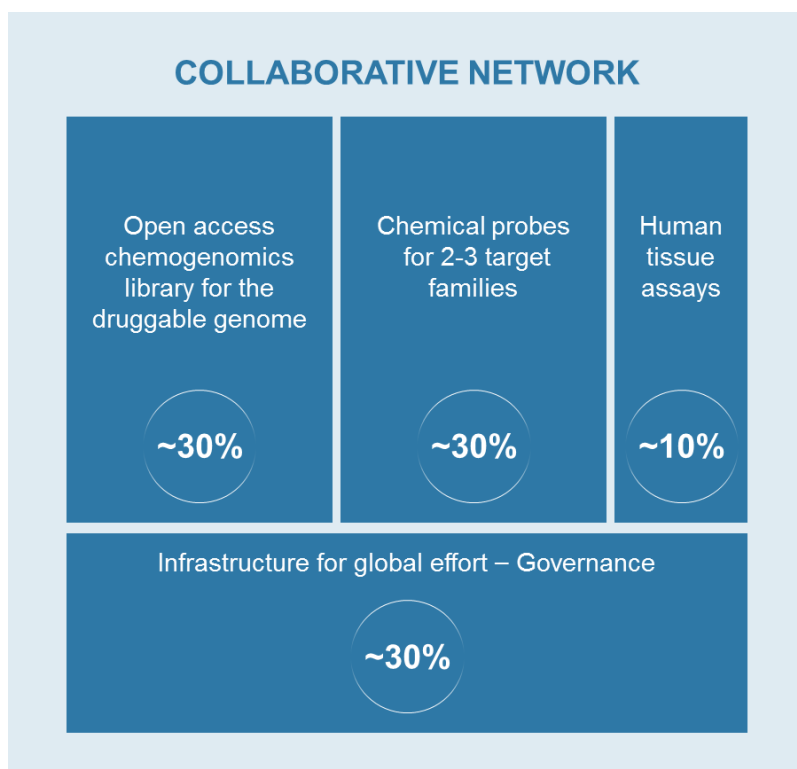 COLLABORATIVE NETWORK
Open access
chemogenomics
library for the
druggable genome
~30%
Chemical probes
for 2-3 target
families
~30%
Human
tissue
assays
~10%
Infrastructure for global effort – Governance
~30%